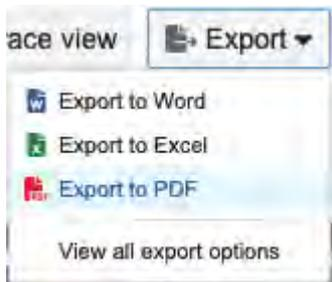 ace view Export
Export to Word
Export to Excel
Export to PDF
View all export options